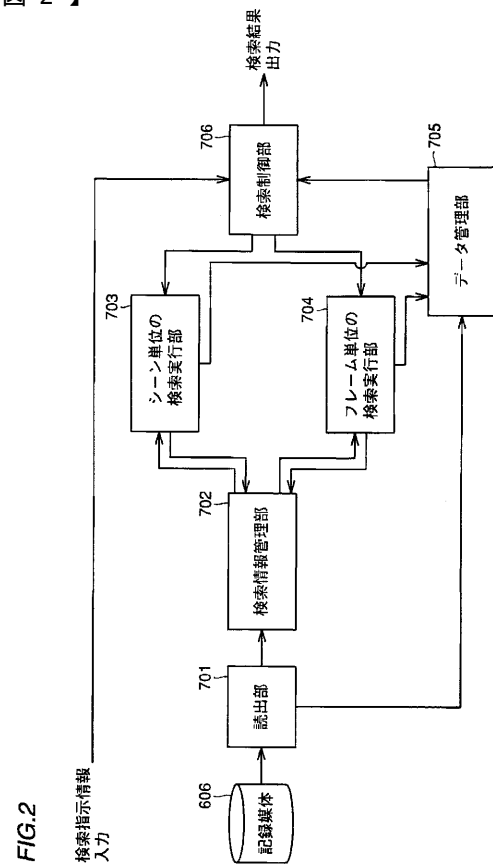 図 2 】
FIG.2
検索指示情報
入力
606
記録媒体
701
読出部
702
検索情報管理部
703
シーン単位の
検索実行部
704
フレーム単位の
検索実行部
706
検索制御部
705
データ管理部
検索結果
出力